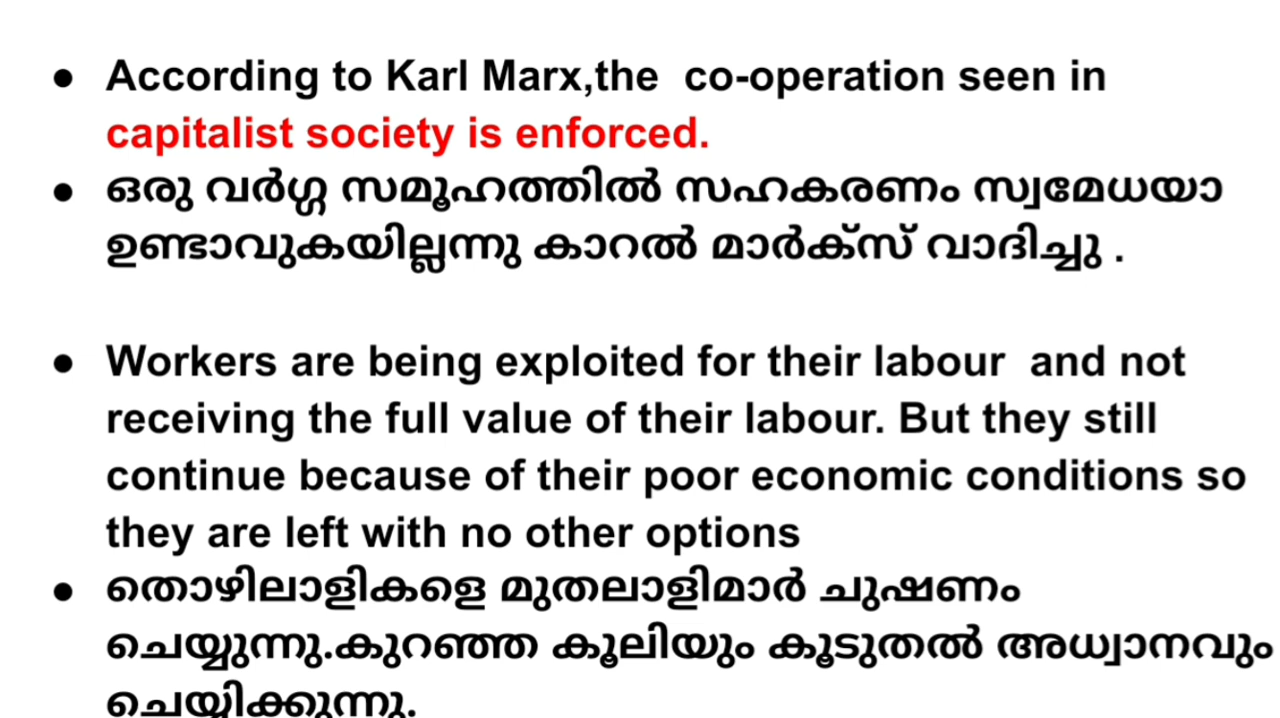 ● According to Karl Marx,the  co-operation seen in
capitalist society is enforced.
● ഒരു വർഗ്ഗ സമൂഹത്തിൽ സഹകരണം സ്വമേധയാ
ഉണ്ടാവുകയില്ലന്നു കാറൽ മാർക്സ് വാദിച്ചു .
● Workers are being exploited for their labour  and not
receiving the full value of their labour. But they still
continue because of their poor economic conditions so
they are left with no other options
● തൊഴിലാളികളെ മുതലാളിമാർ ചുഷണം
ചെയ്യുന്നു.കുറഞ്ഞ കൂലിയും കൂടുതൽ അധ്വാനവും
ചെയ്യിക്കുന്നു.